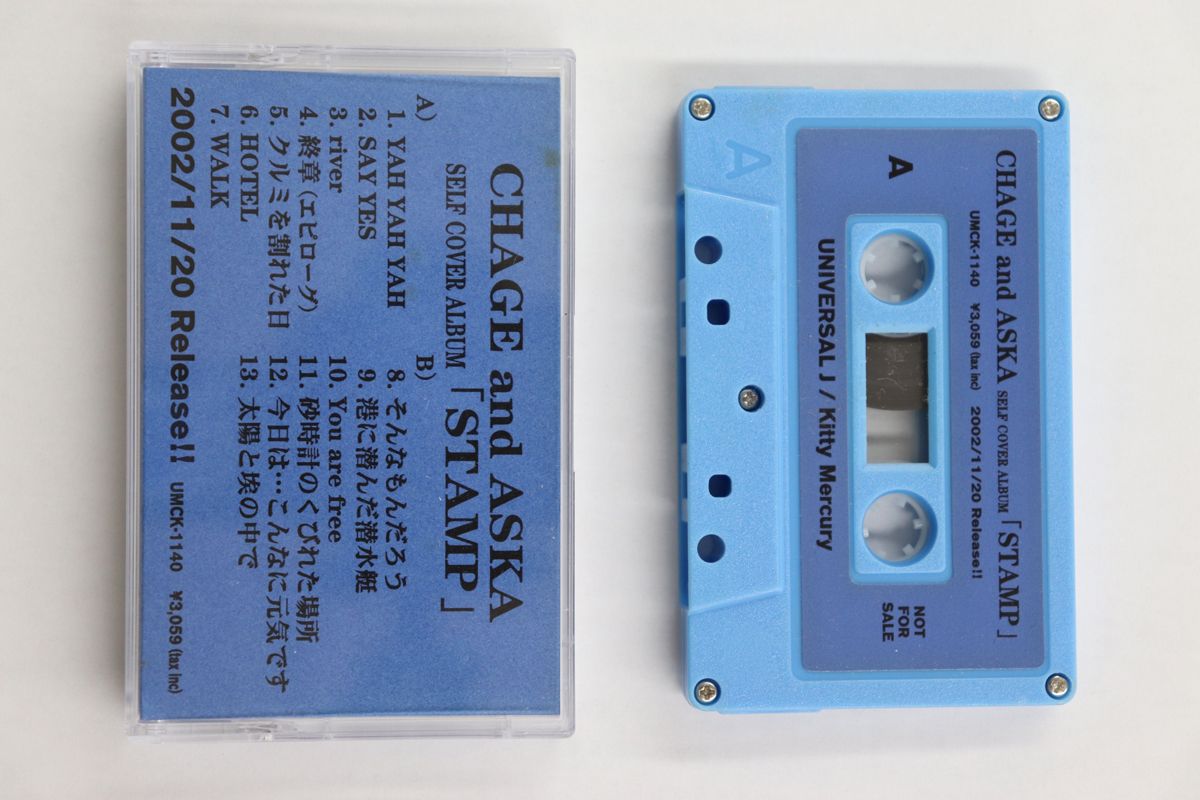 CHAGE and ASKA
SELF COVER ALBUM「STAMP」
A)
1. YAH YAH YAH
2. SAY YES
3. river
4. 終章(エピローグ)
5. クルミを割れた日
6. HOTEL
7. WALK
B)
8. そんなもんだろう
9. 港に潜んだ潜水艇
10. You are free
11. 砂時計のくびれた場所
12. 今日は…こんなに元気です
13. 太陽と埃の中で
2002/11/20 Release!! UMCK-1140 ¥3,059 (tax inc)
CHAGE and ASKA SELF COVER ALBUM「STAMP」
UMCK-1140 ¥3,059 (tax inc) 2002/11/20 Release!!
A
NOT
FOR
SALE
UNIVERSAL J / Kitty Mercury
A